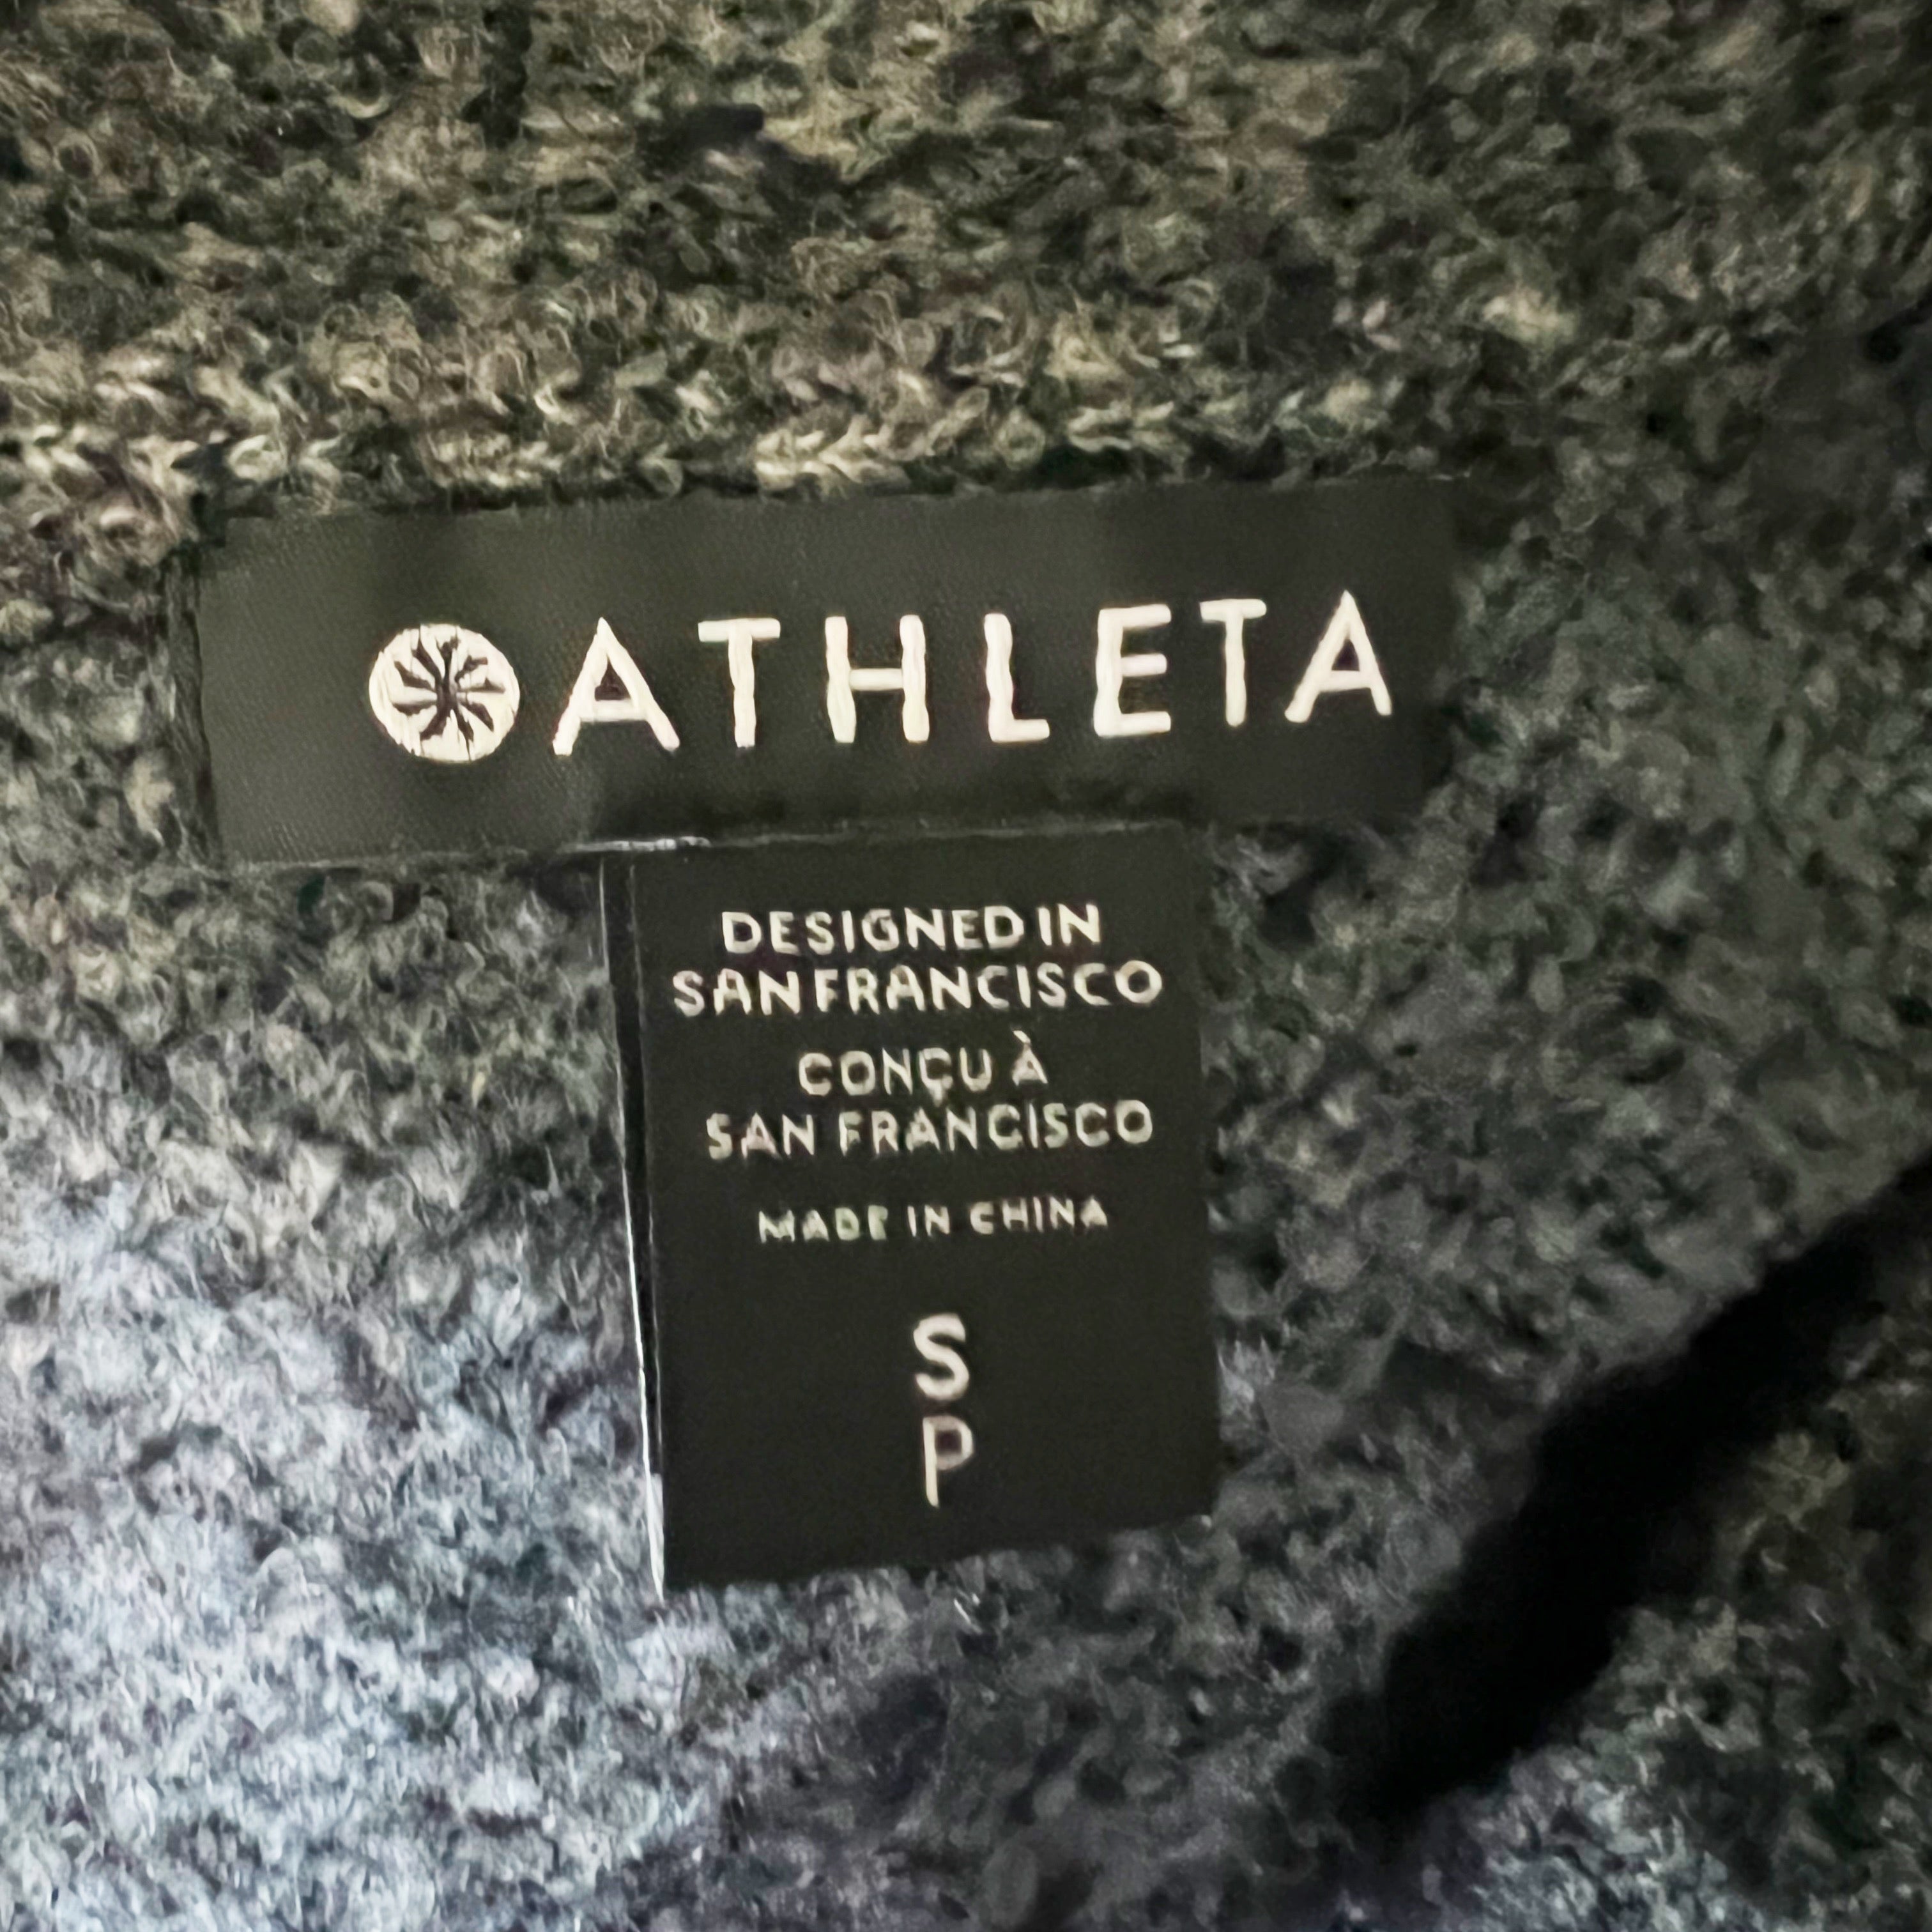 ATHLETA
DESIGNED IN
SAN FRANCISCO
CONÇU À
SAN FRANCISCO
MADE IN CHINA
S
P